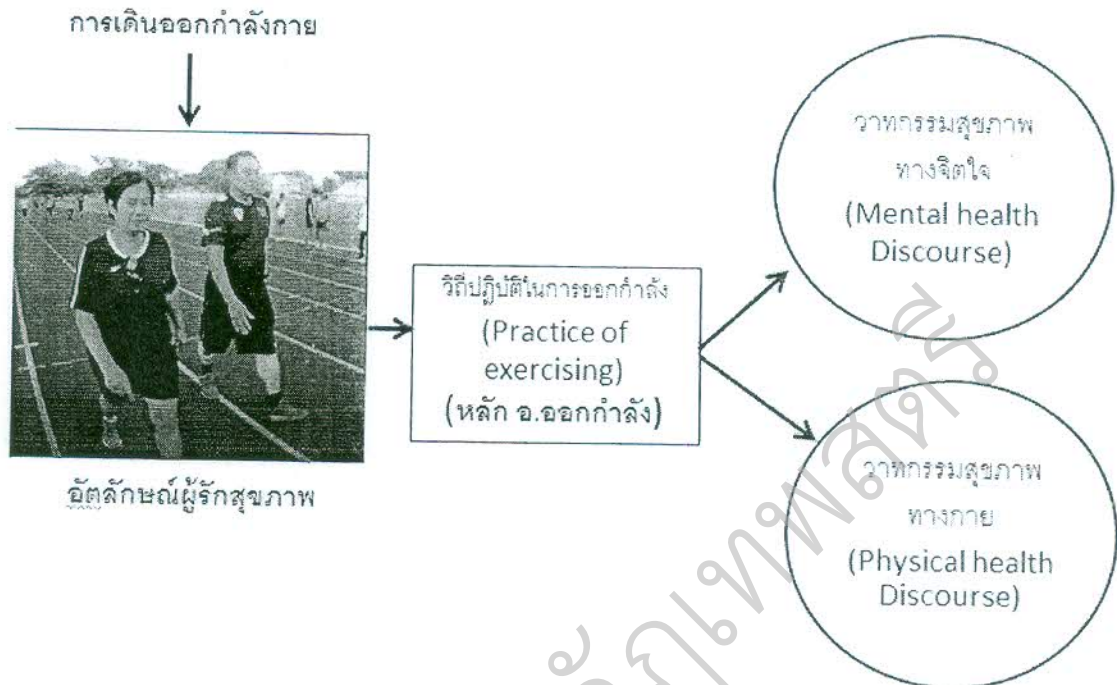 การเดินออกกำลังกาย
วาทกรรมสุขภาพ
ทางจิตใจ
(Mental health
Discourse)
วิถีปฏิบัติในการออกกำลัง
(Practice of
exercising)
(หลัก อ.ออกกำลัง)
อัตลักษณ์ผู้รักสุขภาพ
วาทกรรมสุขภาพ
ทางกาย
(Physical health
Discourse)